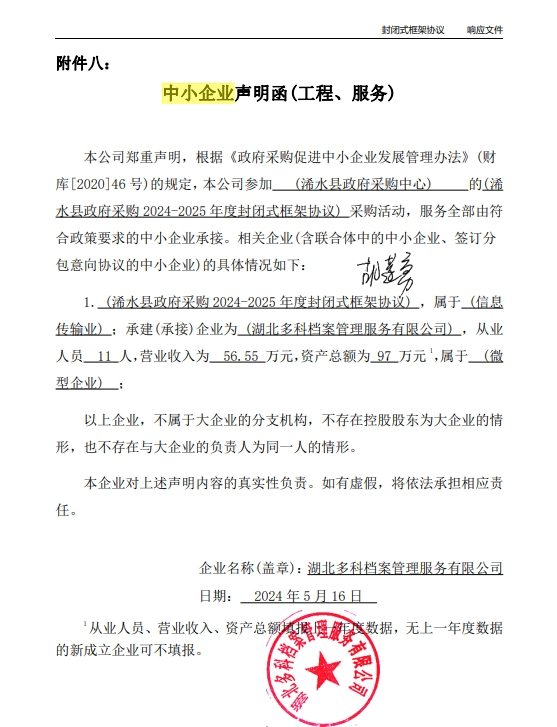 封闭式框架协议 响应文件
附件八：
中小企业声明函(工程、服务)
本公司郑重声明，根据《政府采购促进中小企业发展管理办法》(财
库[2020]46 号)的规定，本公司参加 (浠水县政府采购中心) 的(浠
水县政府采购 2024-2025 年度封闭式框架协议) 采购活动，服务全部由符
合政策要求的中小企业承接。相关企业(含联合体中的中小企业、签订分
包意向协议的中小企业)的具体情况如下：
1. (浠水县政府采购 2024-2025 年度封闭式框架协议) ，属于 (信息
传输业) ；承建(承接)企业为 (湖北多科档案管理服务有限公司) ，从业
人员 11 人，营业收入为 56.55 万元，资产总额为 97 万元¹，属于 (微
型企业) ；
以上企业，不属于大企业的分支机构，不存在控股股东为大企业的情
形，也不存在与大企业的负责人为同一人的情形。
本企业对上述声明内容的真实性负责。如有虚假，将依法承担相应责
任。
企业名称(盖章)：湖北多科档案管理服务有限公司
日期： 2024 年 5 月 16 日
¹从业人员、营业收入、资产总额填报上一年度数据，无上一年度数据
的新成立企业可不填报。
湖北多科档案管理服务有限公司